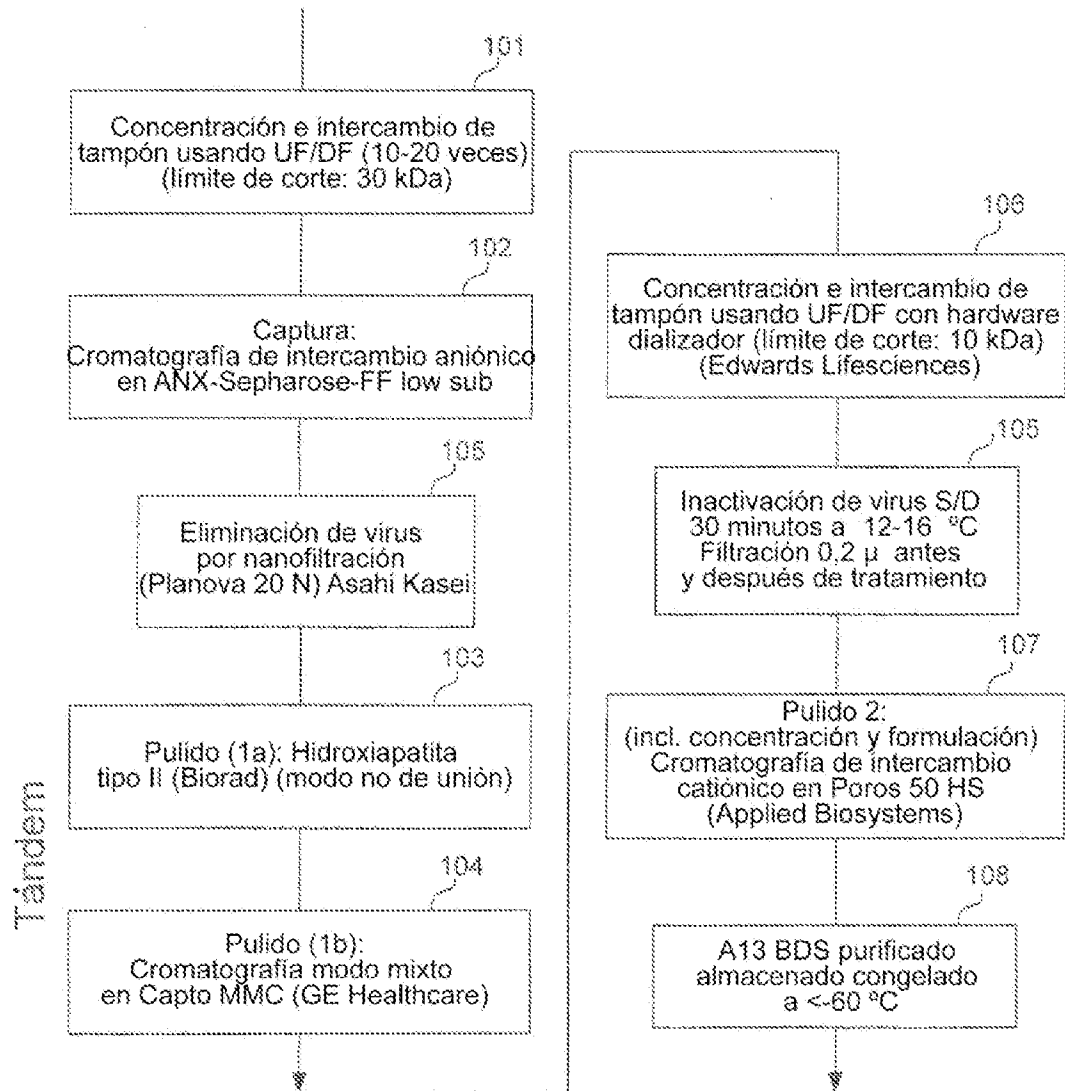 101
Concentración e intercambio de
tampón usando UF/DF (10-20 veces)
(límite de corte: 30 kDa)
102
Captura:
Cromatografía de intercambio aniónico
en ANX-Sepharose-FF low sub
106
Eliminación de virus
por nanofiltración
(Planova 20 N) Asahi Kasei
103
Pulido (1a): Hidroxiapatita
tipo II (Biorad) (modo no de unión)
Tándem
104
Pulido (1b):
Cromatografía modo mixto
en Capto MMC (GE Healthcare)
106
Concentración e intercambio de
tampón usando UF/DF con hardware
dializador (límite de corte: 10 kDa)
(Edwards Lifesciences)
105
Inactivación de virus S/D
30 minutos a 12-16 ºC
Filtración 0,2 µ antes
y después de tratamiento
107
Pulido 2:
(incl. concentración y formulación)
Cromatografía de intercambio
catiónico en Poros 50 HS
(Applied Biosystems)
108
A13 BDS purificado
almacenado congelado
a <-60 ºC